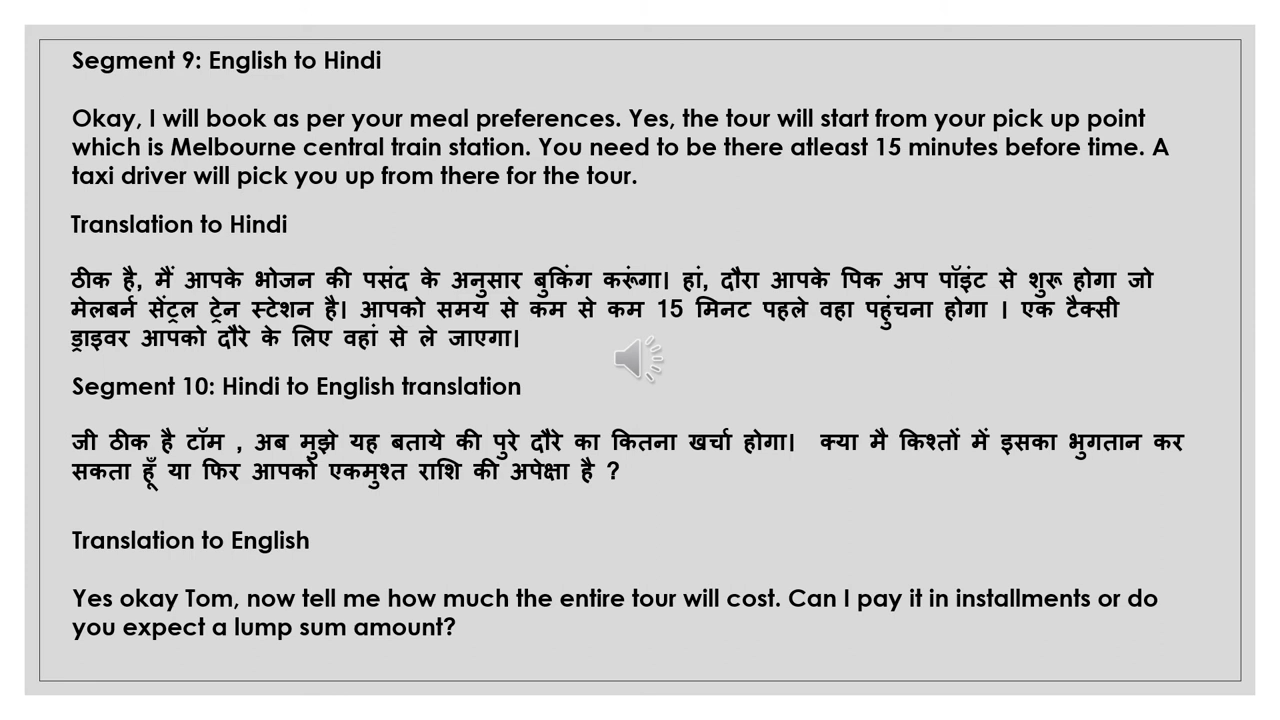 Segment 9: English to Hindi
Okay, I will book as per your meal preferences. Yes, the tour will start from your pick up point
which is Melbourne central train station. You need to be there atleast 15 minutes before time. A
taxi driver will pick you up from there for the tour.
Translation to Hindi
ठीक है, मैं आपके भोजन की पसंद के अनुसार बुकिंग करूंगा। हां, दौरा आपके पिक अप पॉइंट से शुरू होगा जो
मेलबर्न सेंट्रल ट्रेन स्टेशन है। आपको समय से कम से कम 15 मिनट पहले वहा पहुंचना होगा । एक टैक्सी
ड्राइवर आपको दौरे के लिए वहां से ले जाएगा।
Segment 10: Hindi to English translation
जी ठीक है टॉम , अब मुझे यह बताये की पुरे दौरे का कितना खर्चा होगा। क्या मै किश्तों में इसका भुगतान कर
सकता हूँ या फिर आपको एकमुश्त राशि की अपेक्षा है ?
Translation to English
Yes okay Tom, now tell me how much the entire tour will cost. Can I pay it in installments or do
you expect a lump sum amount?